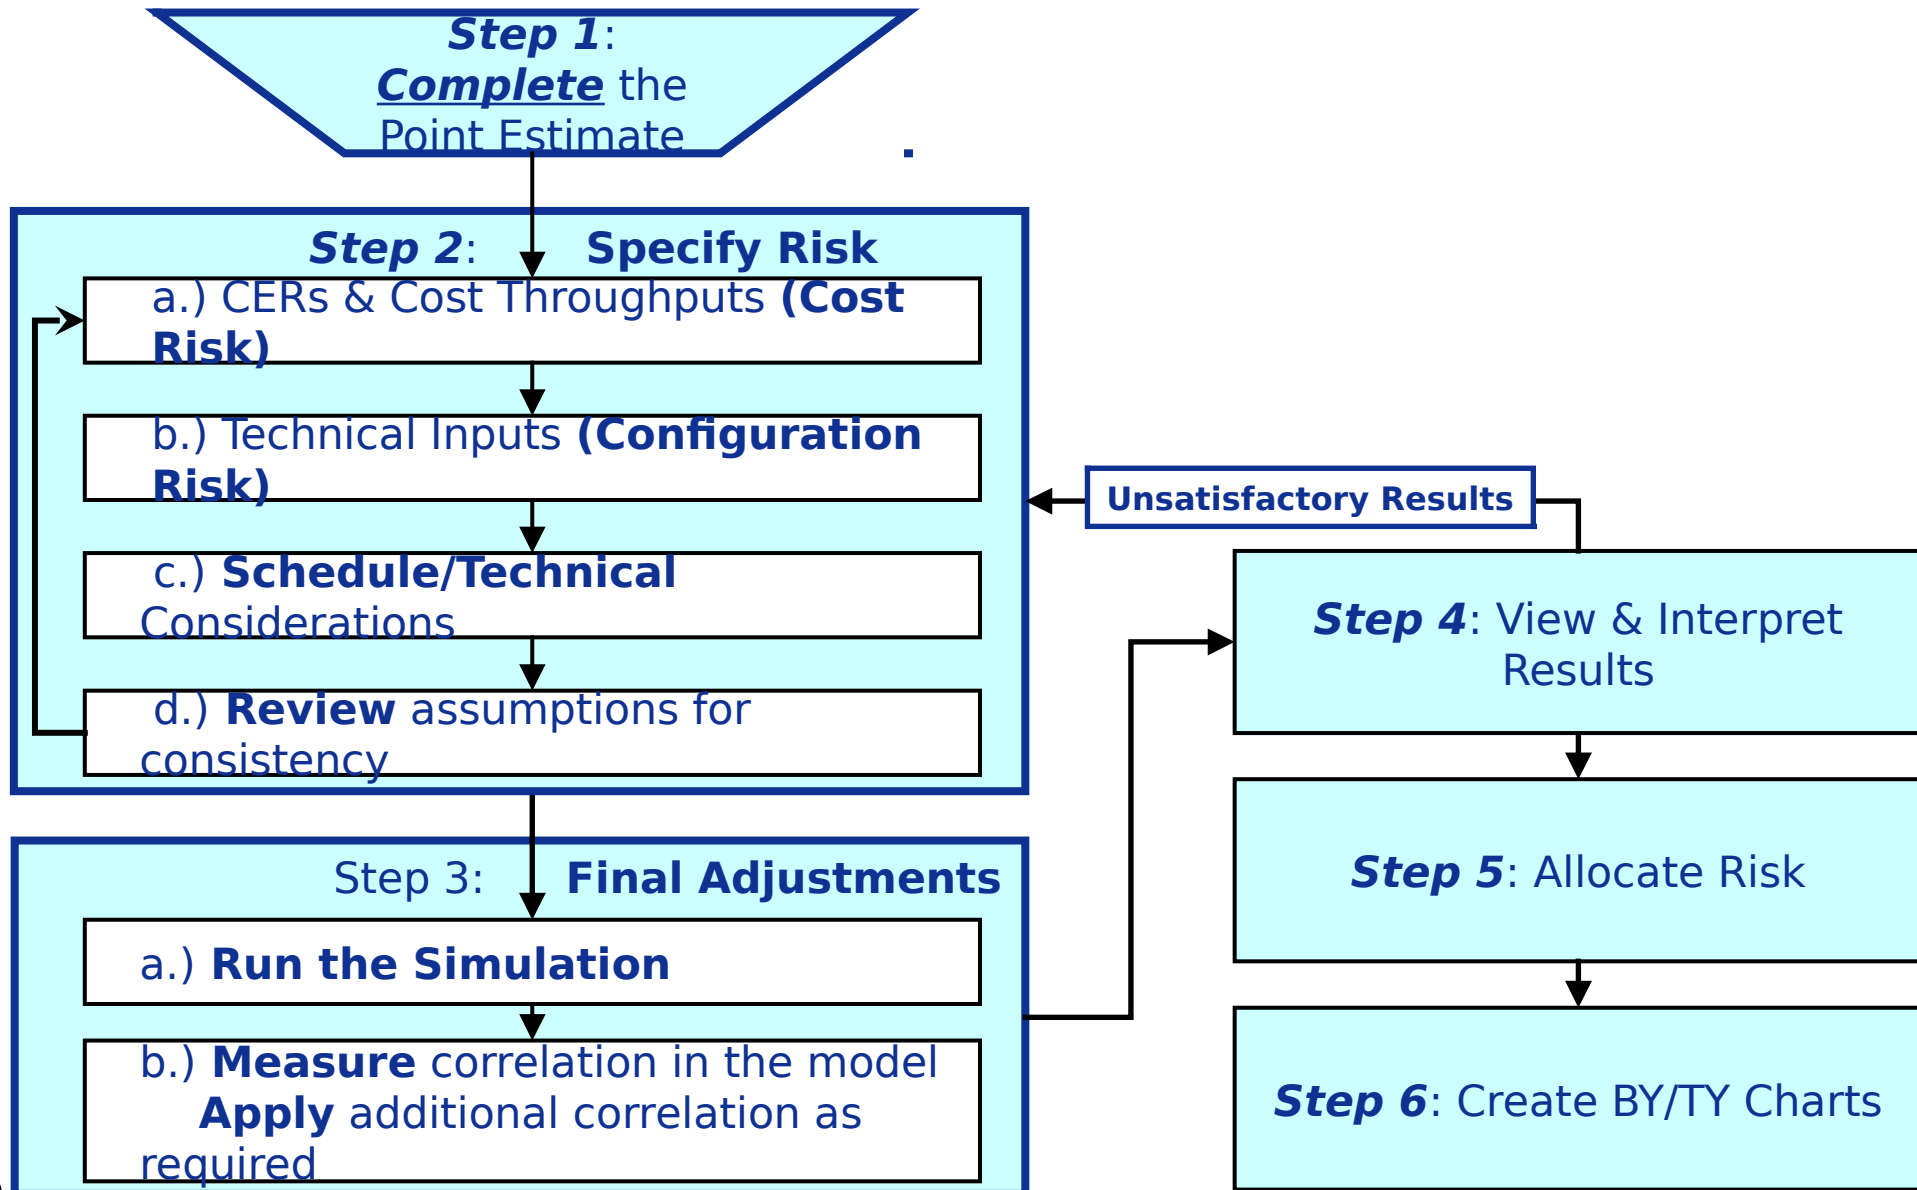 Step 1:
Complete the
Point Estimate
Step 2: Specify Risk
a.) CERs & Cost Throughputs (Cost
Risk)
b.) Technical Inputs (Configuration
Risk)
c.) Schedule/Technical
Considerations
d.) Review assumptions for
consistency
Step 3: Final Adjustments
a.) Run the Simulation
b.) Measure correlation in the model
Apply additional correlation as
required
Unsatisfactory Results
Step 4: View & Interpret
Results
Step 5: Allocate Risk
Step 6: Create BY/TY Charts